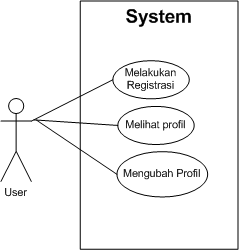 System
Melakukan
Registrasi
Melihat profil
Mengubah Profil
User